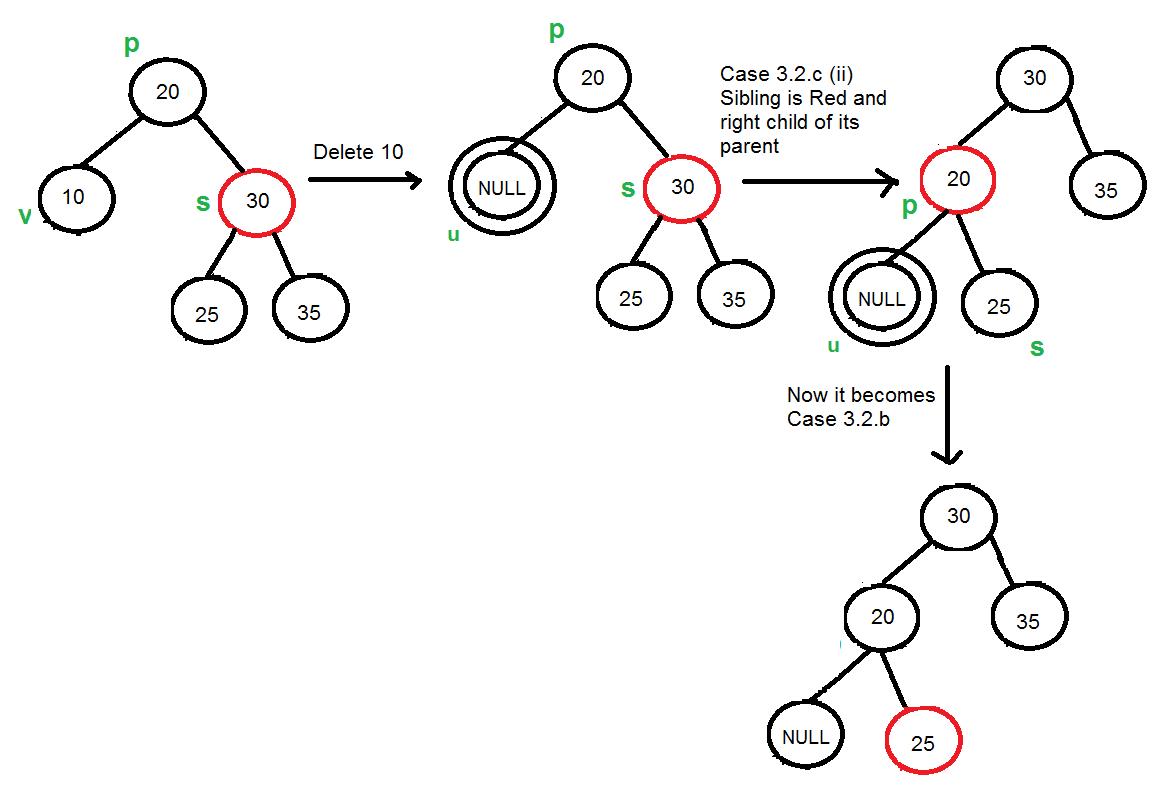 p
20
10
v
s
30
25
35
Delete 10
p
20
NULL
u
s
30
25
35
Case 3.2.c (ii)
Sibling is Red and
right child of its
parent
30
20
p
35
NULL
u
25
s
Now it becomes
Case 3.2.b
30
20
35
NULL
25